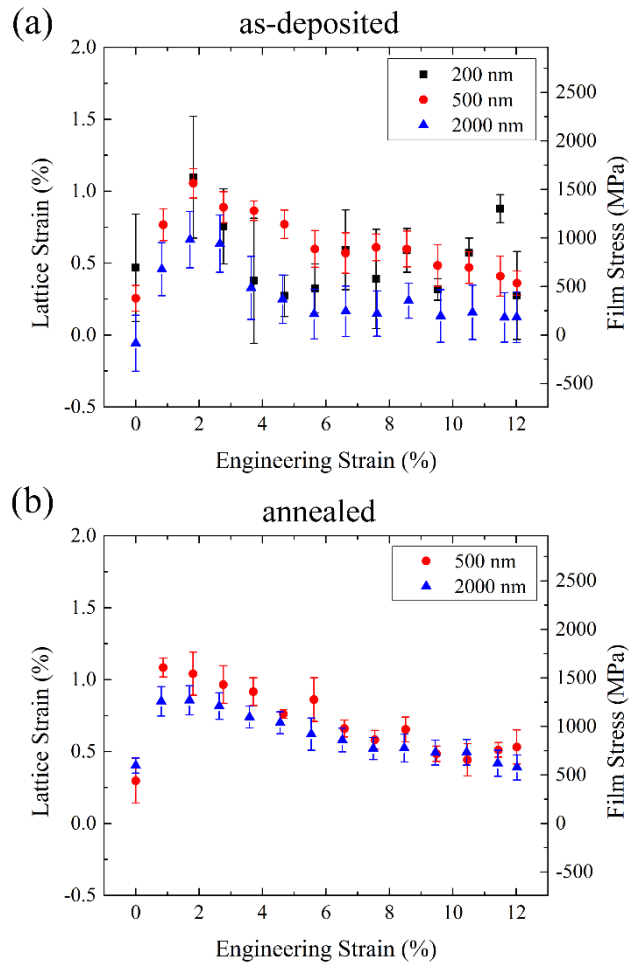 (a)
as-deposited
2.0
1.5
1.0
0.5
0.0
-0.5
Lattice Strain (%)
200 nm
500 nm
2000 nm
2500
2000
1500
1000
500
0
-500
Film Stress (MPa)
0 2 4 6 8 10 12
Engineering Strain (%)
(b)
annealed
2.0
1.5
1.0
0.5
0.0
-0.5
Lattice Strain (%)
500 nm
2000 nm
2500
2000
1500
1000
500
0
-500
Film Stress (MPa)
0 2 4 6 8 10 12
Engineering Strain (%)